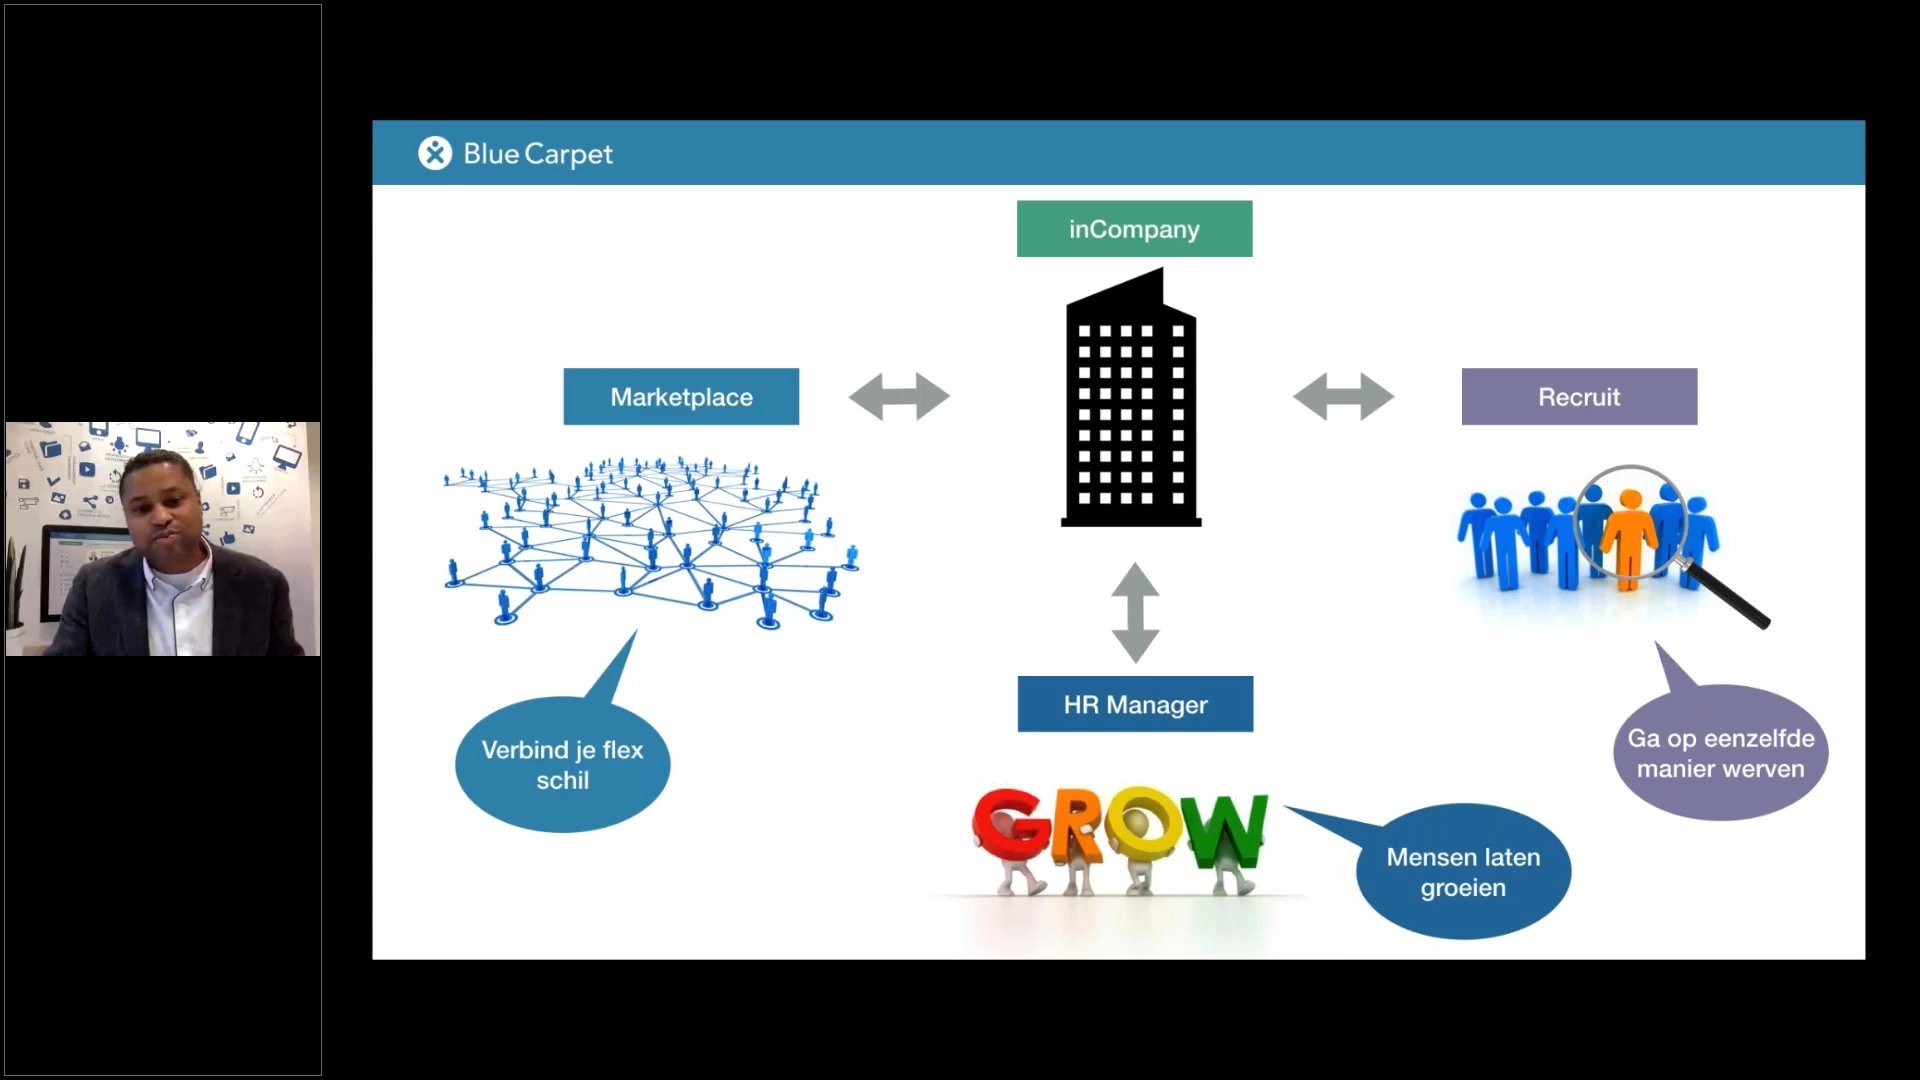 Blue Carpet
inCompany
Marketplace
Recruit
HR Manager
Verbind je flex
schil
Ga op eenzelfde
manier werven
GROW
Mensen laten
groeien